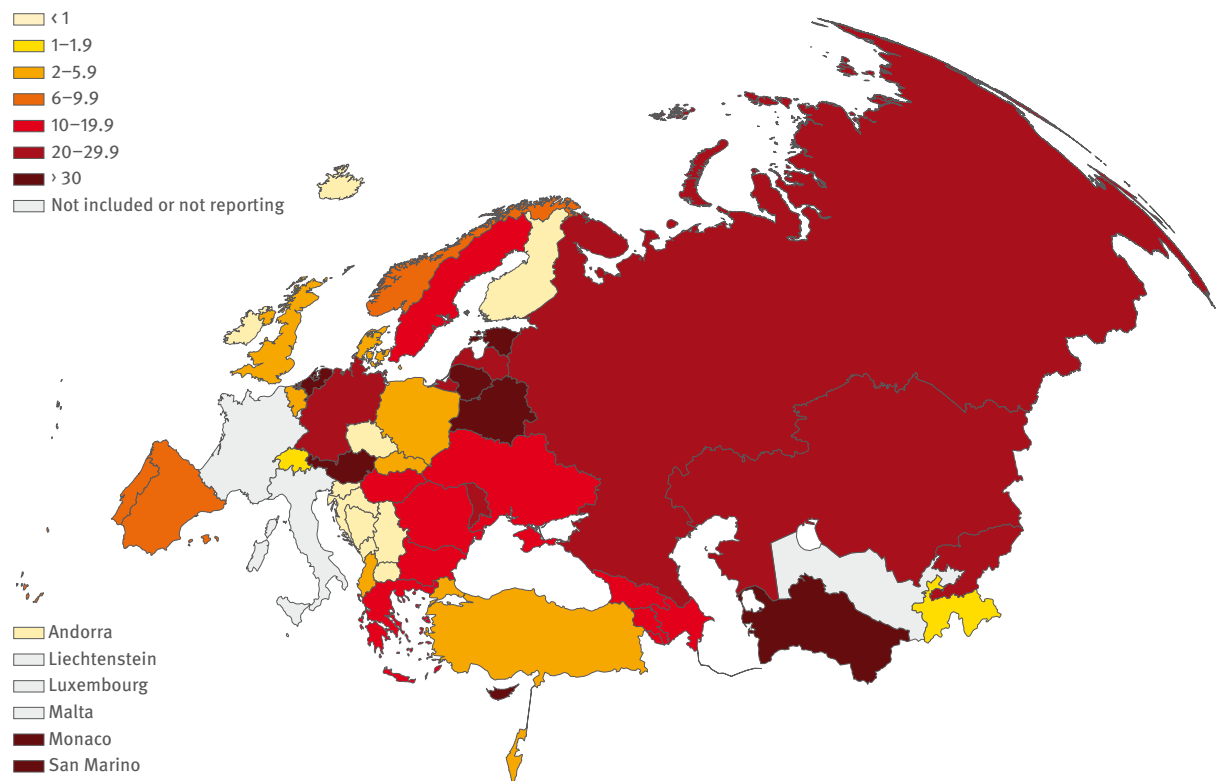 ‹ 1
1–1.9
2–5.9
6–9.9
10–19.9
20–29.9
› 30
Not included or not reporting
Andorra
Liechtenstein
Luxembourg
Malta
Monaco
San Marino